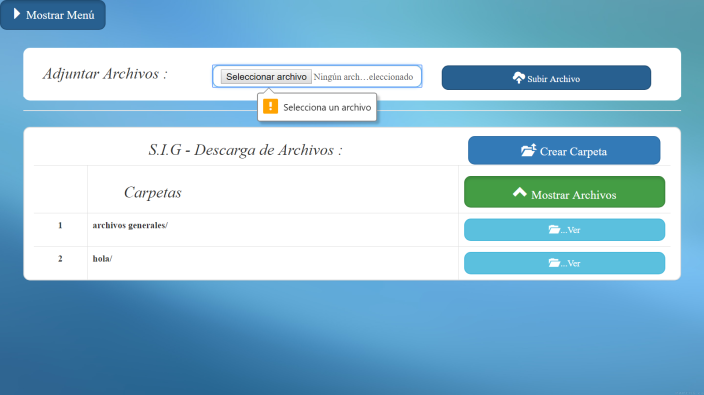 Mostrar Menú
Adjuntar Archivos :
Seleccionar archivo Ningún arch…eleccionado
Subir Archivo
Selecciona un archivo
S.I.G - Descarga de Archivos :
Crear Carpeta
Carpetas
Mostrar Archivos
1 archivos generales/ ...Ver
2 hola/ ...Ver